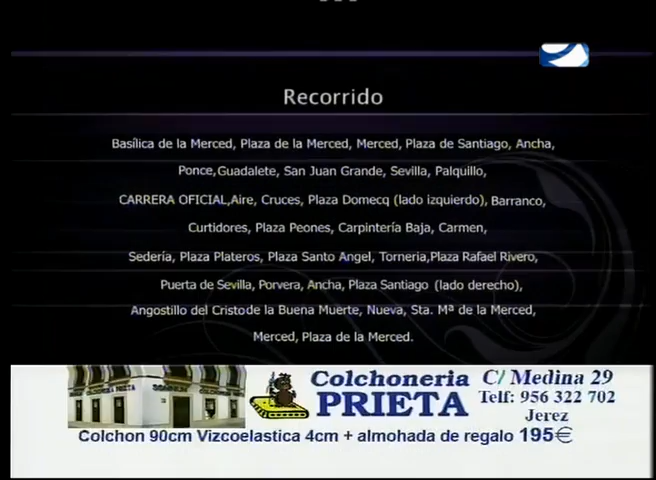 Recorrido
Basílica de la Merced, Plaza de la Merced, Merced, Plaza de Santiago, Ancha,
Ponce,Guadalete, San Juan Grande, Sevilla, Palquillo,
CARRERA OFICIAL,Aire, Cruces, Plaza Domecq (lado izquierdo), Barranco,
Curtidores, Plaza Peones, Carpintería Baja, Carmen,
Sedería, Plaza Plateros, Plaza Santo Angel, Torneria,Plaza Rafael Rivero,
Puerta de Sevilla, Porvera, Ancha, Plaza Santiago (lado derecho),
Angostillo del Cristode la Buena Muerte, Nueva, Sta. Mª de la Merced,
Merced, Plaza de la Merced.
Colchoneria
PRIETA
C/ Medina 29
Telf: 956 322 702
Jerez
Colchon 90cm Vizcoelastica 4cm + almohada de regalo 195€